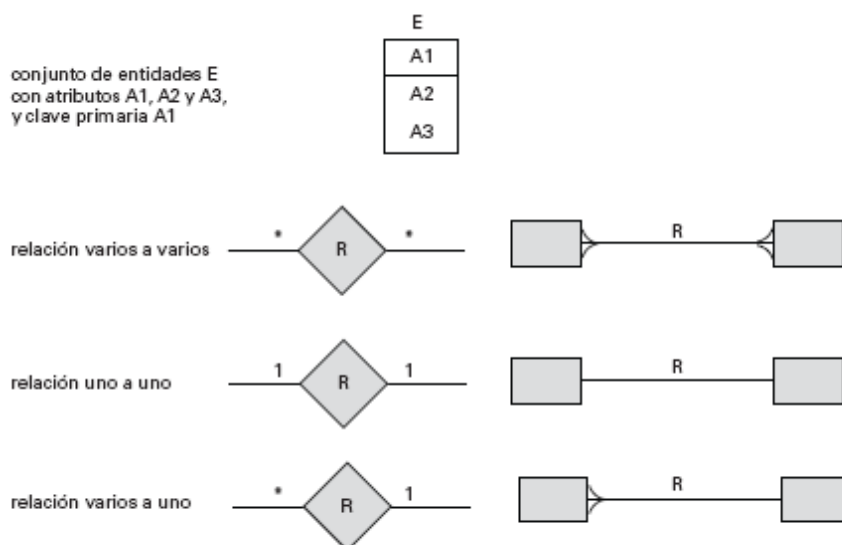 E
conjunto de entidades E
con atributos A1, A2 y A3,
y clave primaria A1
A1
A2
A3
relación varios a varios
* R *
R
relación uno a uno
1 R 1
R
relación varios a uno
* R 1
R